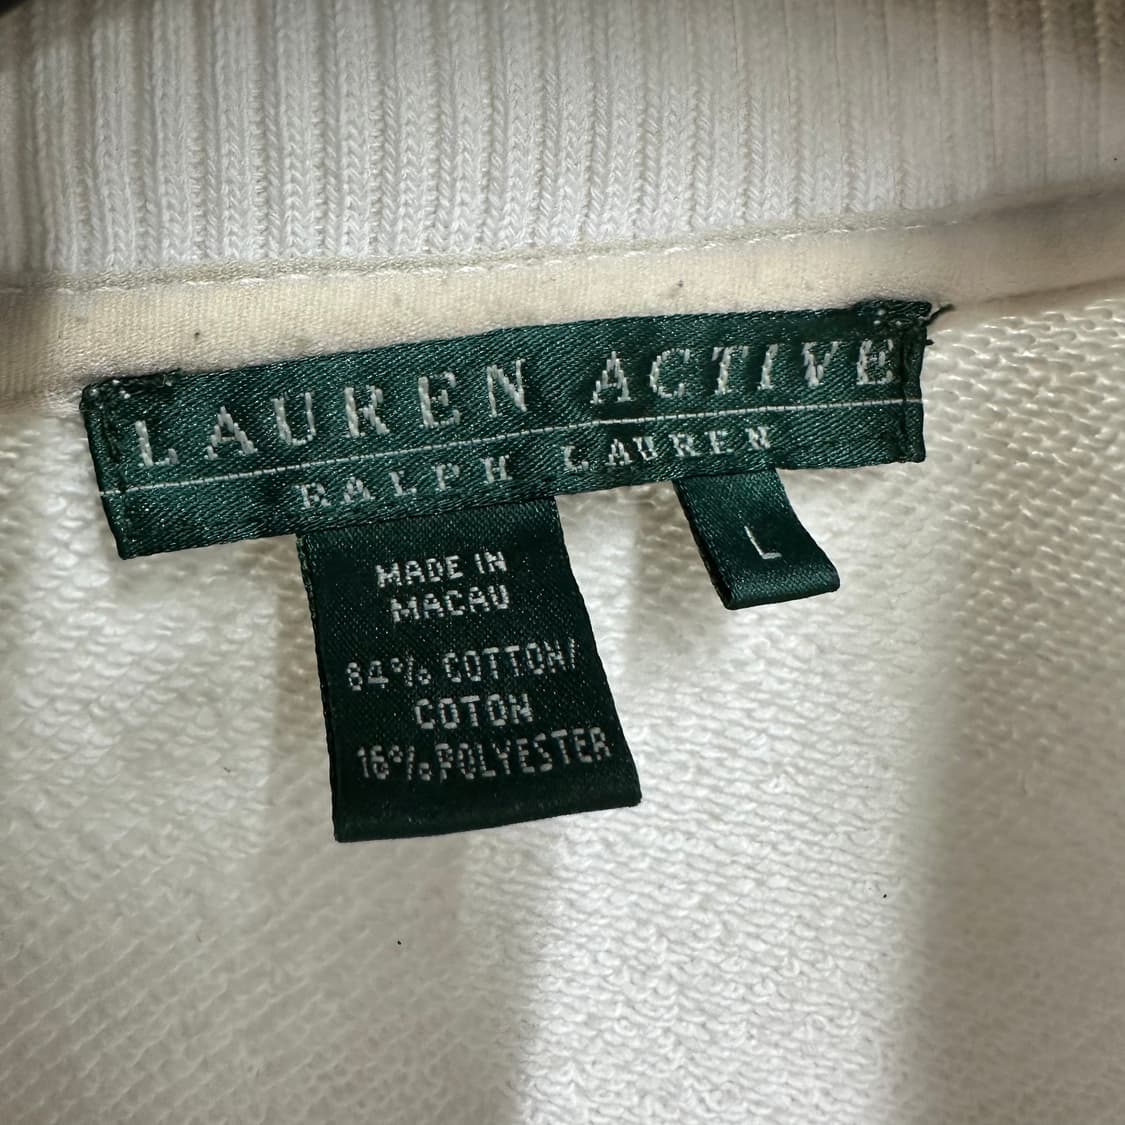 LAUREN ACTIVE
RALPH LAUREN
L
MADE IN
MACAU
84% COTTON/
COTON
16% POLYESTER